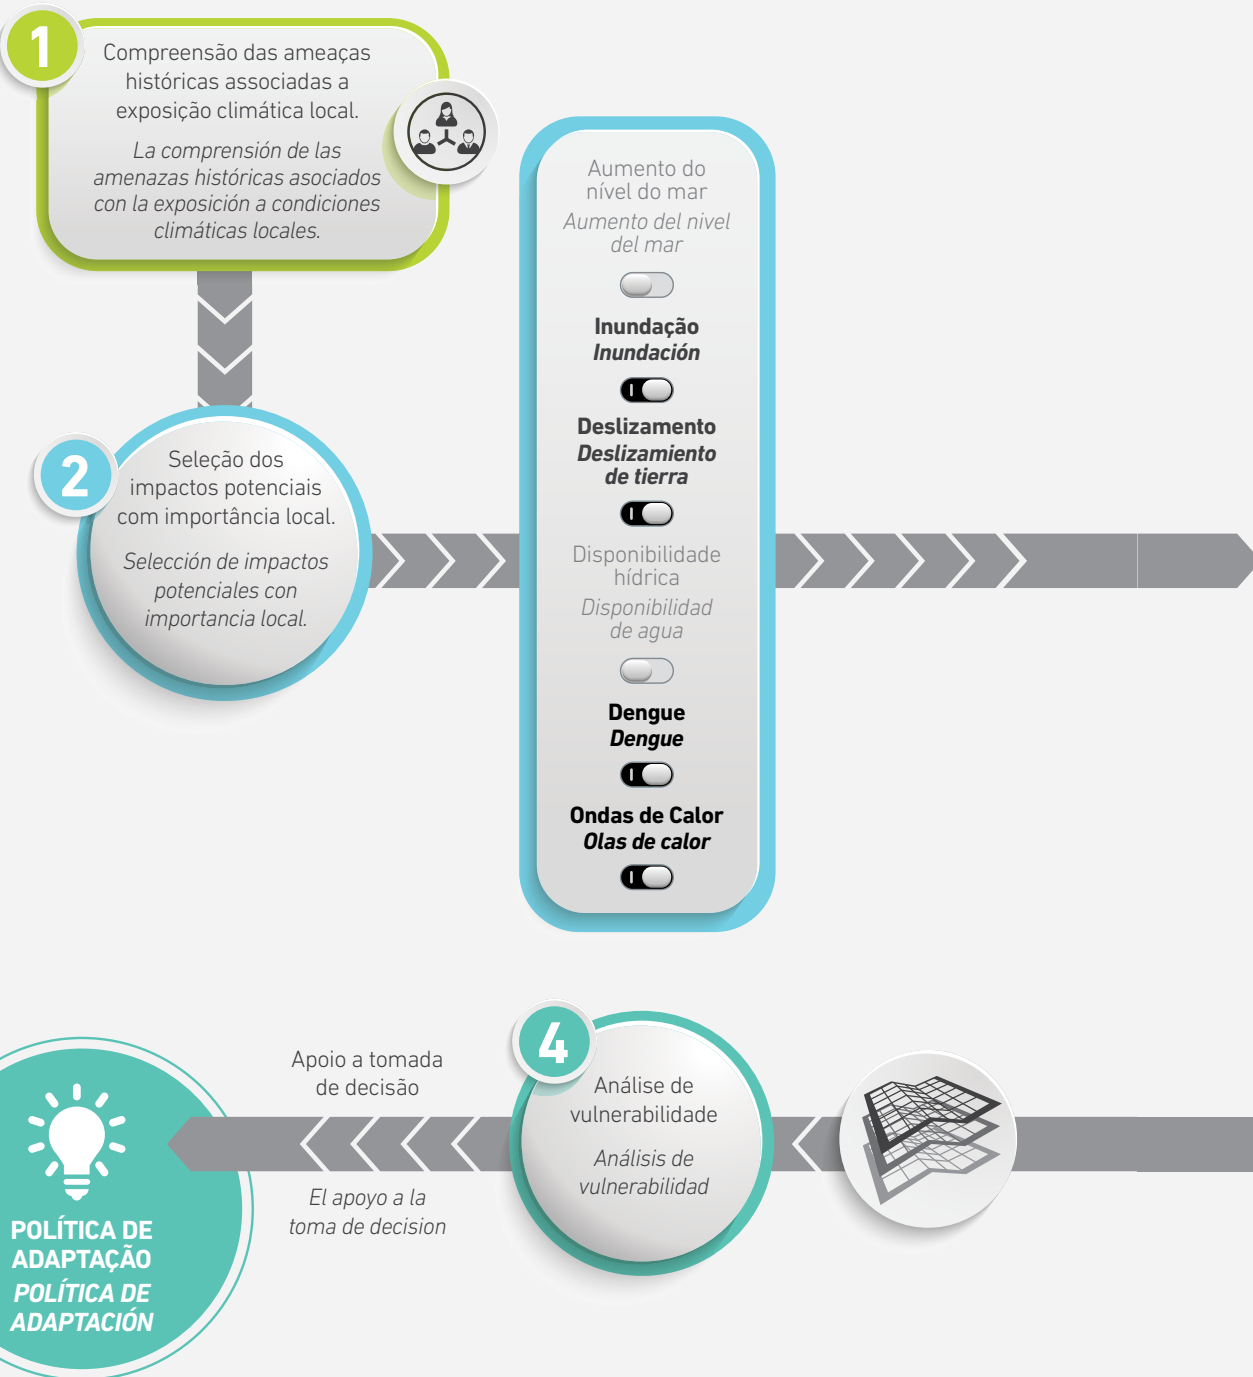 1
Compreensão das ameaças
históricas associadas a
exposição climática local.
La comprensión de las
amenazas históricas asociados
con la exposición a condiciones
climáticas locales.
2
Seleção dos
impactos potenciais
com importância local.
Selección de impactos
potenciales con
importancia local.
Aumento do
nível do mar
Aumento del nivel
del mar
Inundação
Inundación
Deslizamento
Deslizamiento
de tierra
Disponibilidade
hídrica
Disponibilidad
de agua
Dengue
Dengue
Ondas de Calor
Olas de calor
4
Análise de
vulnerabilidade
Análisis de
vulnerabilidad
Apoio a tomada
de decisão
El apoyo a la
toma de decision
POLÍTICA DE
ADAPTAÇÃO
POLÍTICA DE
ADAPTACIÓN